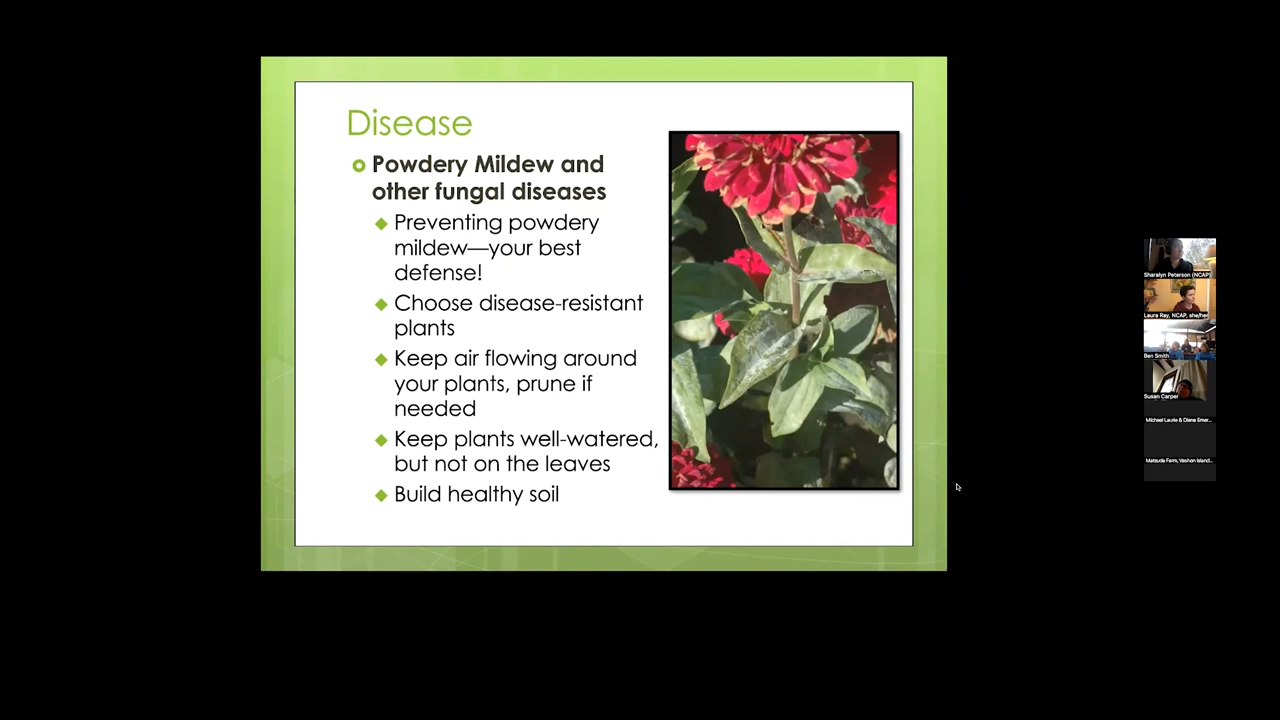 Disease
Powdery Mildew and
other fungal diseases
Preventing powdery
mildew—your best
defense!
Choose disease-resistant
plants
Keep air flowing around
your plants, prune if
needed
Keep plants well-watered,
but not on the leaves
Build healthy soil
Sharalyn Peterson (NCAP)
Laura Ray, NCAP, she/her
Ben Smith
Susan Carper
Michael Laurie & Diane Emer...
Matsuda Farm, Vashon Island...